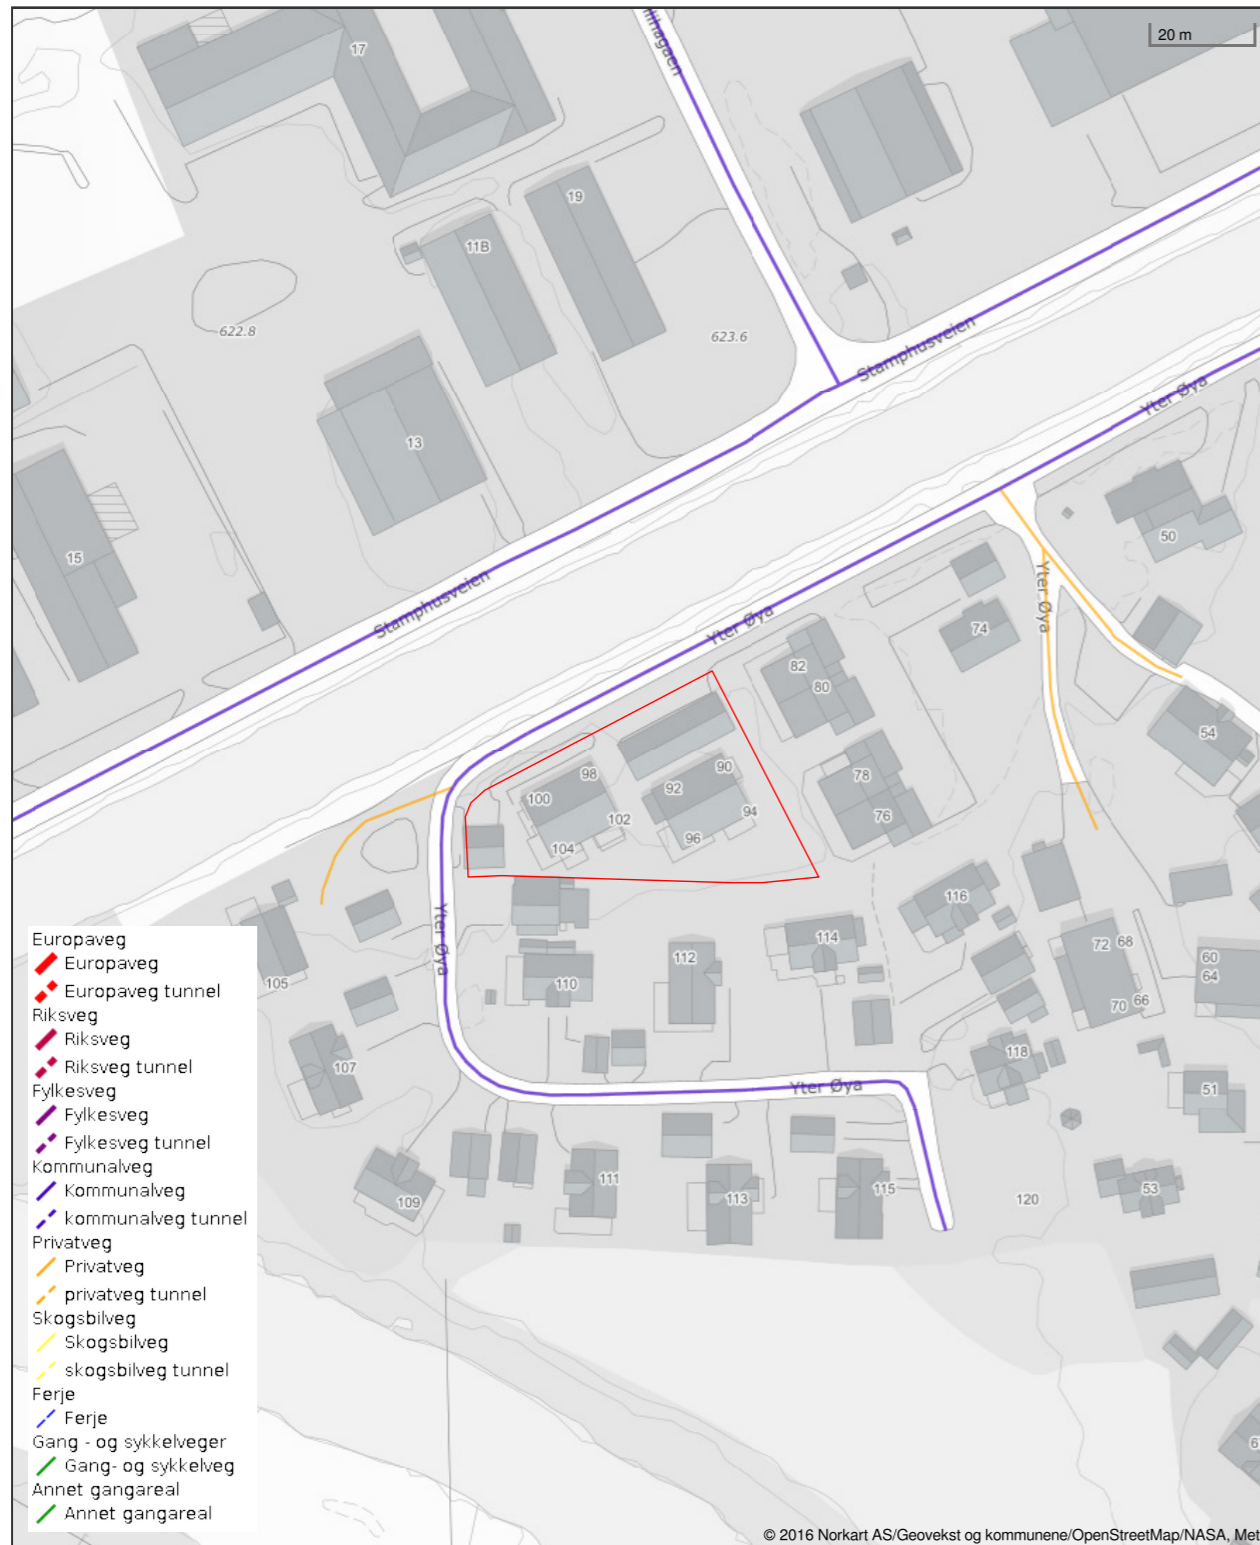 20 m
17
19
11B
622.8
623.6
Stamphusveien
Yter Øya
13
15
50
Stamphusveien
Yter Øya
Yter Øya
74
82
80
54
98
90
92
78
100
94
102
76
96
104
116
Yter Øya
114
72 68
112
60
105
110
64
70 66
118
107
Yter Øya
51
111
115
109
113
53
120
Europaveg
Europaveg
Europaveg tunnel
Riksveg
Riksveg
Riksveg tunnel
Fylkesveg
Fylkesveg
Fylkesveg tunnel
Kommunalveg
Kommunalveg
kommunalveg tunnel
Privatveg
Privatveg
privatveg tunnel
Skogsbilveg
Skogsbilveg
skogsbilveg tunnel
Ferje
Ferje
Gang - og sykkelveger
Gang- og sykkelveg
Annet gangareal
Annet gangareal
© 2016 Norkart AS/Geovekst og kommunene/OpenStreetMap/NASA, Met